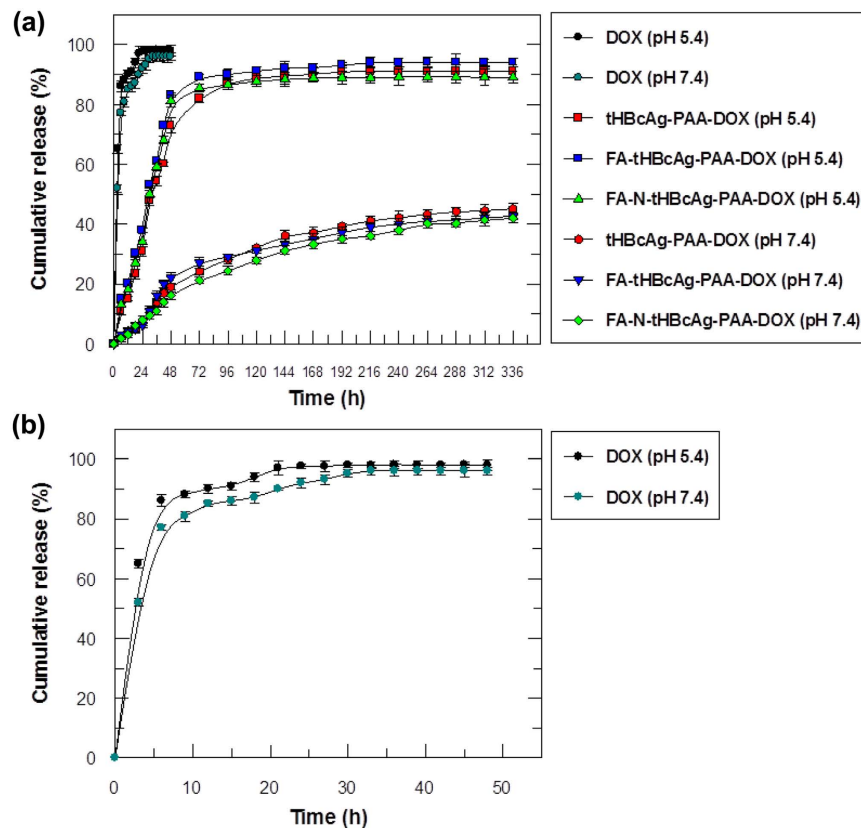 (a)
100
80
60
40
20
0
Cumulative release (%)
0 24 48 72 96 120 144 168 192 216 240 264 288 312 336
Time (h)
DOX (pH 5.4)
DOX (pH 7.4)
tHBcAg-PAA-DOX (pH 5.4)
FA-tHBcAg-PAA-DOX (pH 5.4)
FA-N-tHBcAg-PAA-DOX (pH 5.4)
tHBcAg-PAA-DOX (pH 7.4)
FA-tHBcAg-PAA-DOX (pH 7.4)
FA-N-tHBcAg-PAA-DOX (pH 7.4)
(b)
100
80
60
40
20
0
Cumulative release (%)
0 10 20 30 40 50
Time (h)
DOX (pH 5.4)
DOX (pH 7.4)